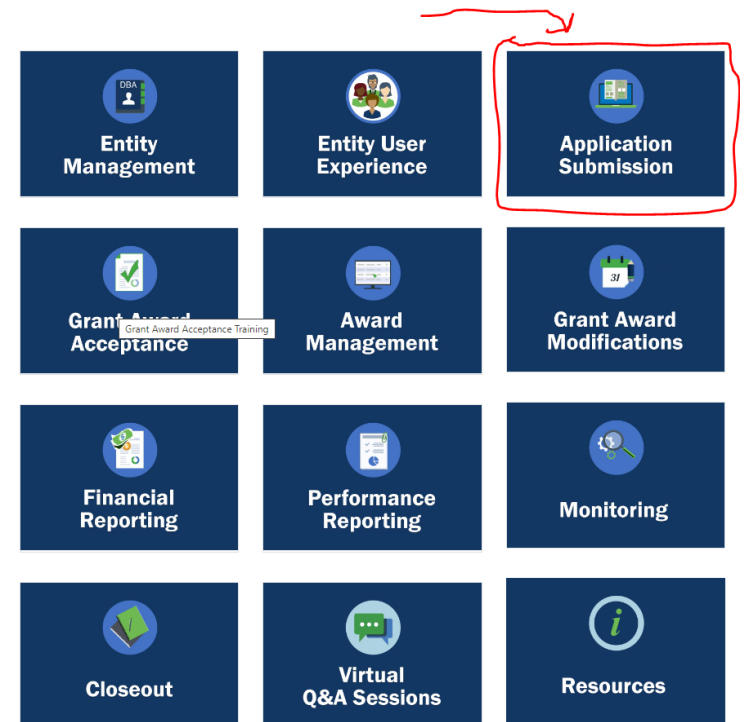 DBA
Entity
Management
Entity User
Experience
Application
Submission
Grant Award
Acceptance
Grant Award Acceptance Training
Award
Management
31
Grant Award
Modifications
Financial
Reporting
Performance
Reporting
Monitoring
Closeout
Virtual
Q&A Sessions
i
Resources